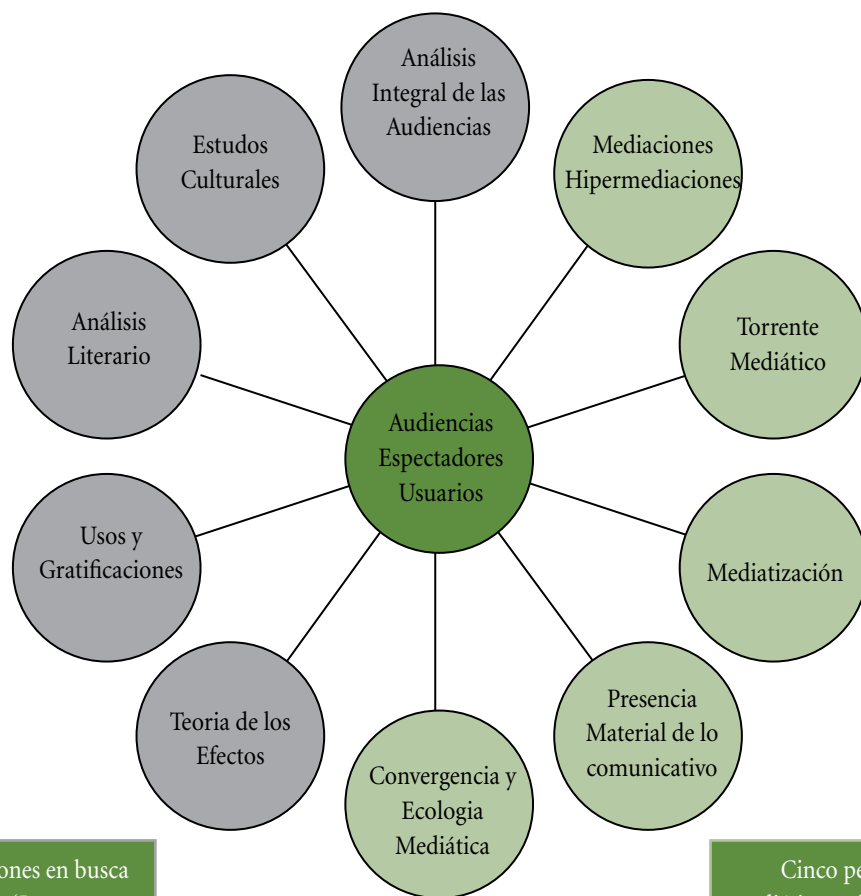 Análisis
Integral de las
Audiencias
Mediaciones
Hipermediaciones
Torrente
Mediático
Mediatización
Presencia
Material de lo
comunicativo
Convergencia y
Ecologia
Mediática
Teoria de los
Efectos
Usos y
Gratificaciones
Análisis
Literario
Estudos
Culturales
Audiencias
Espectadores
Usuarios
ones en busca
Cinco